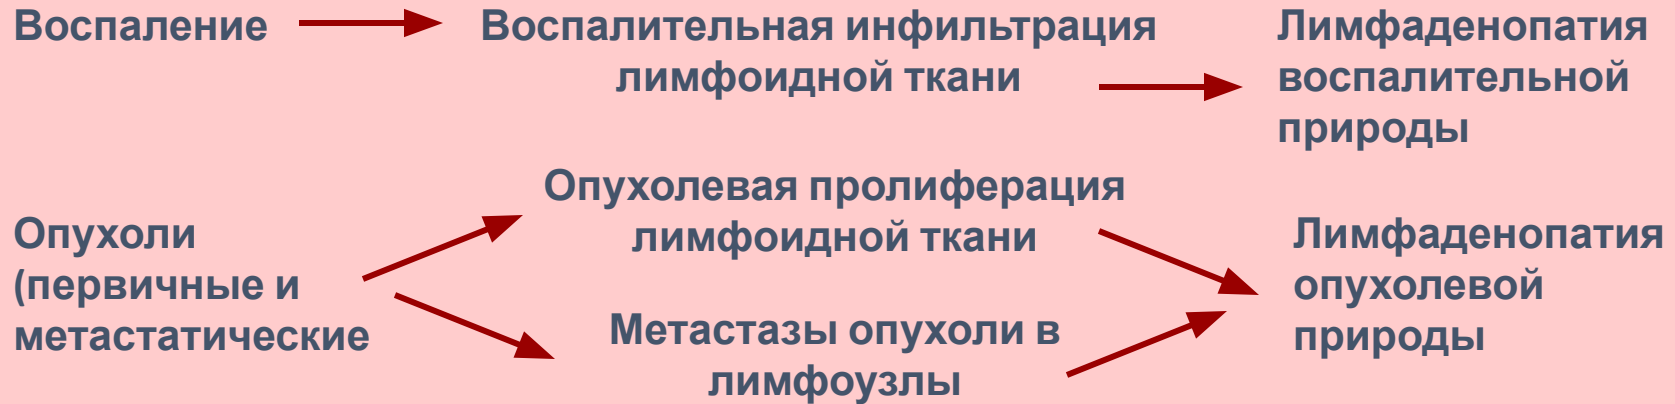 Воспаление
Воспалительная инфильтрация
лимфоидной ткани
Лимфаденопатия
воспалительной
природы
Опухоли
(первичные и
метастатические
Опухолевая пролиферация
лимфоидной ткани
Метастазы опухоли в
лимфоузлы
Лимфаденопатия
опухолевой
природы